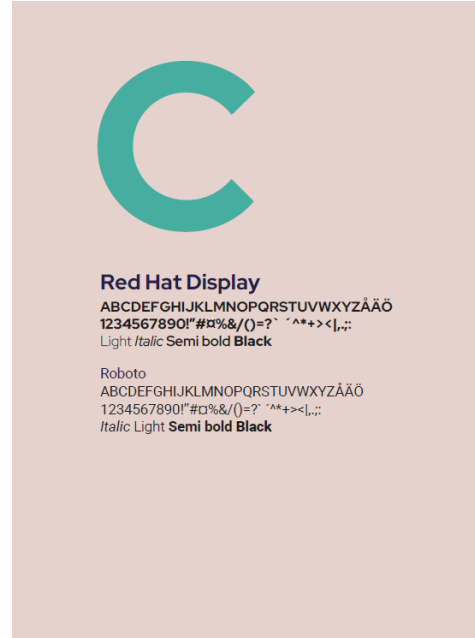 C
Red Hat Display
ABCDEFGHIJKLMNOPQRSTUVWXYZÅÄÖ
1234567890!”#¤%&/()=?` ´^*+><|,.;:
Light Italic Semi bold Black
Roboto
ABCDEFGHIJKLMNOPQRSTUVWXYZÅÄÖ
1234567890!”#¤%&/()=?` ´^*+><|,.;:
Italic Light Semi bold Black